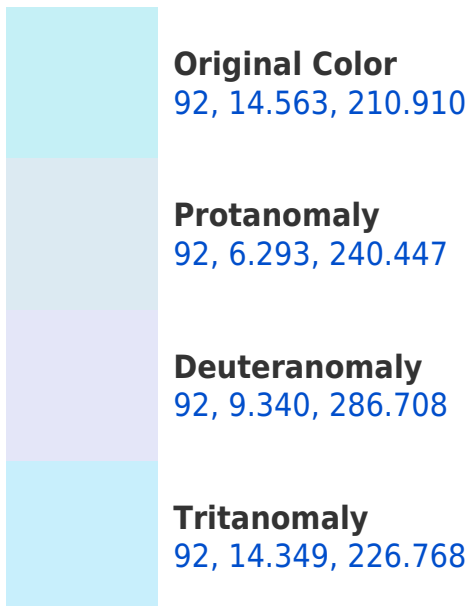 Original Color
92, 14.563, 210.910
Protanomaly
92, 6.293, 240.447
Deuteranomaly
92, 9.340, 286.708
Tritanomaly
92, 14.349, 226.768